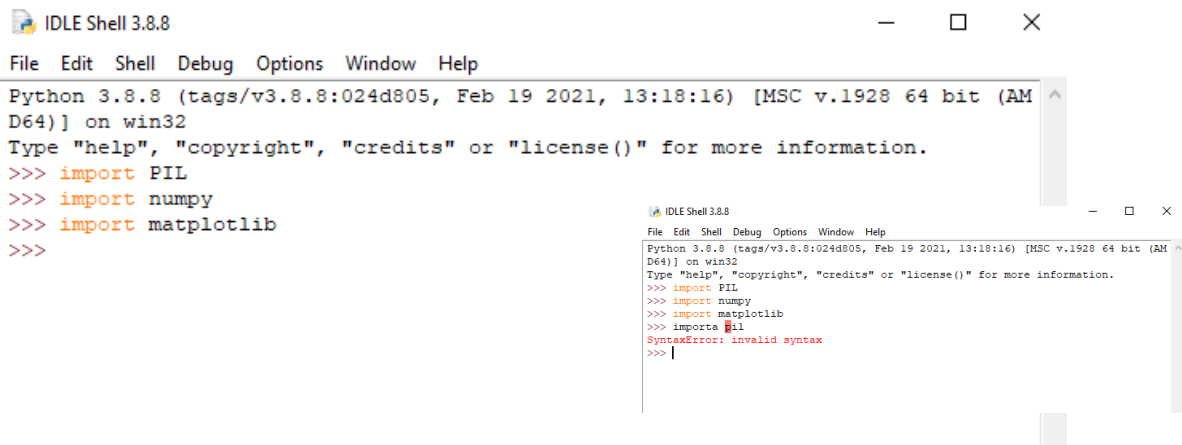 IDLE Shell 3.8.8
File Edit Shell Debug Options Window Help
Python 3.8.8 (tags/v3.8.8:024d805, Feb 19 2021, 13:18:16) [MSC v.1928 64 bit (AM
D64)] on win32
Type "help", "copyright", "credits" or "license()" for more information.
>>> import PIL
>>> import numpy
>>> import matplotlib
>>>
IDLE Shell 3.8.8
File Edit Shell Debug Options Window Help
Python 3.8.8 (tags/v3.8.8:024d805, Feb 19 2021, 13:18:16) [MSC v.1928 64 bit (AM
D64)] on win32
Type "help", "copyright", "credits" or "license()" for more information.
>>> import PIL
>>> import numpy
>>> import matplotlib
>>> importa pil
SyntaxError: invalid syntax
>>>